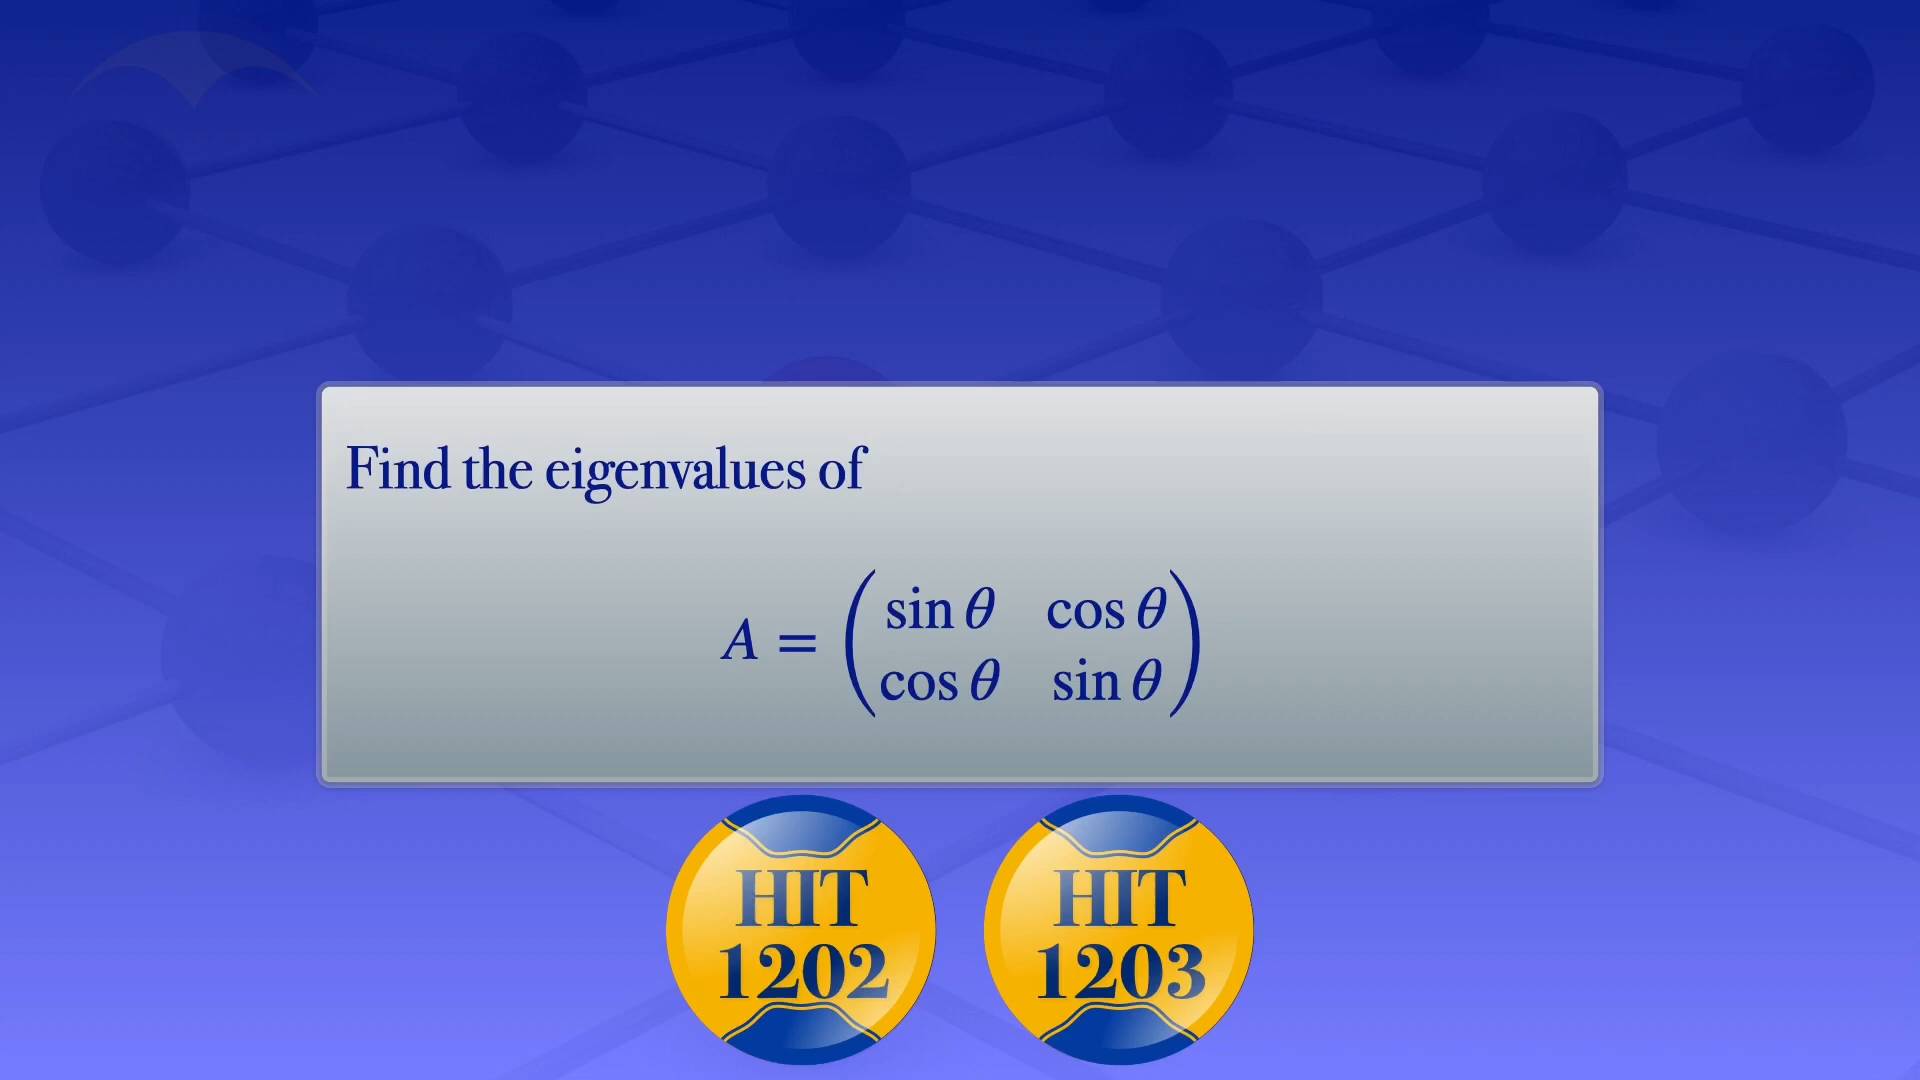 Find the eigenvalues of
A = ( sin θ cos θ
cos θ sin θ )
HIT
1202
HIT
1203